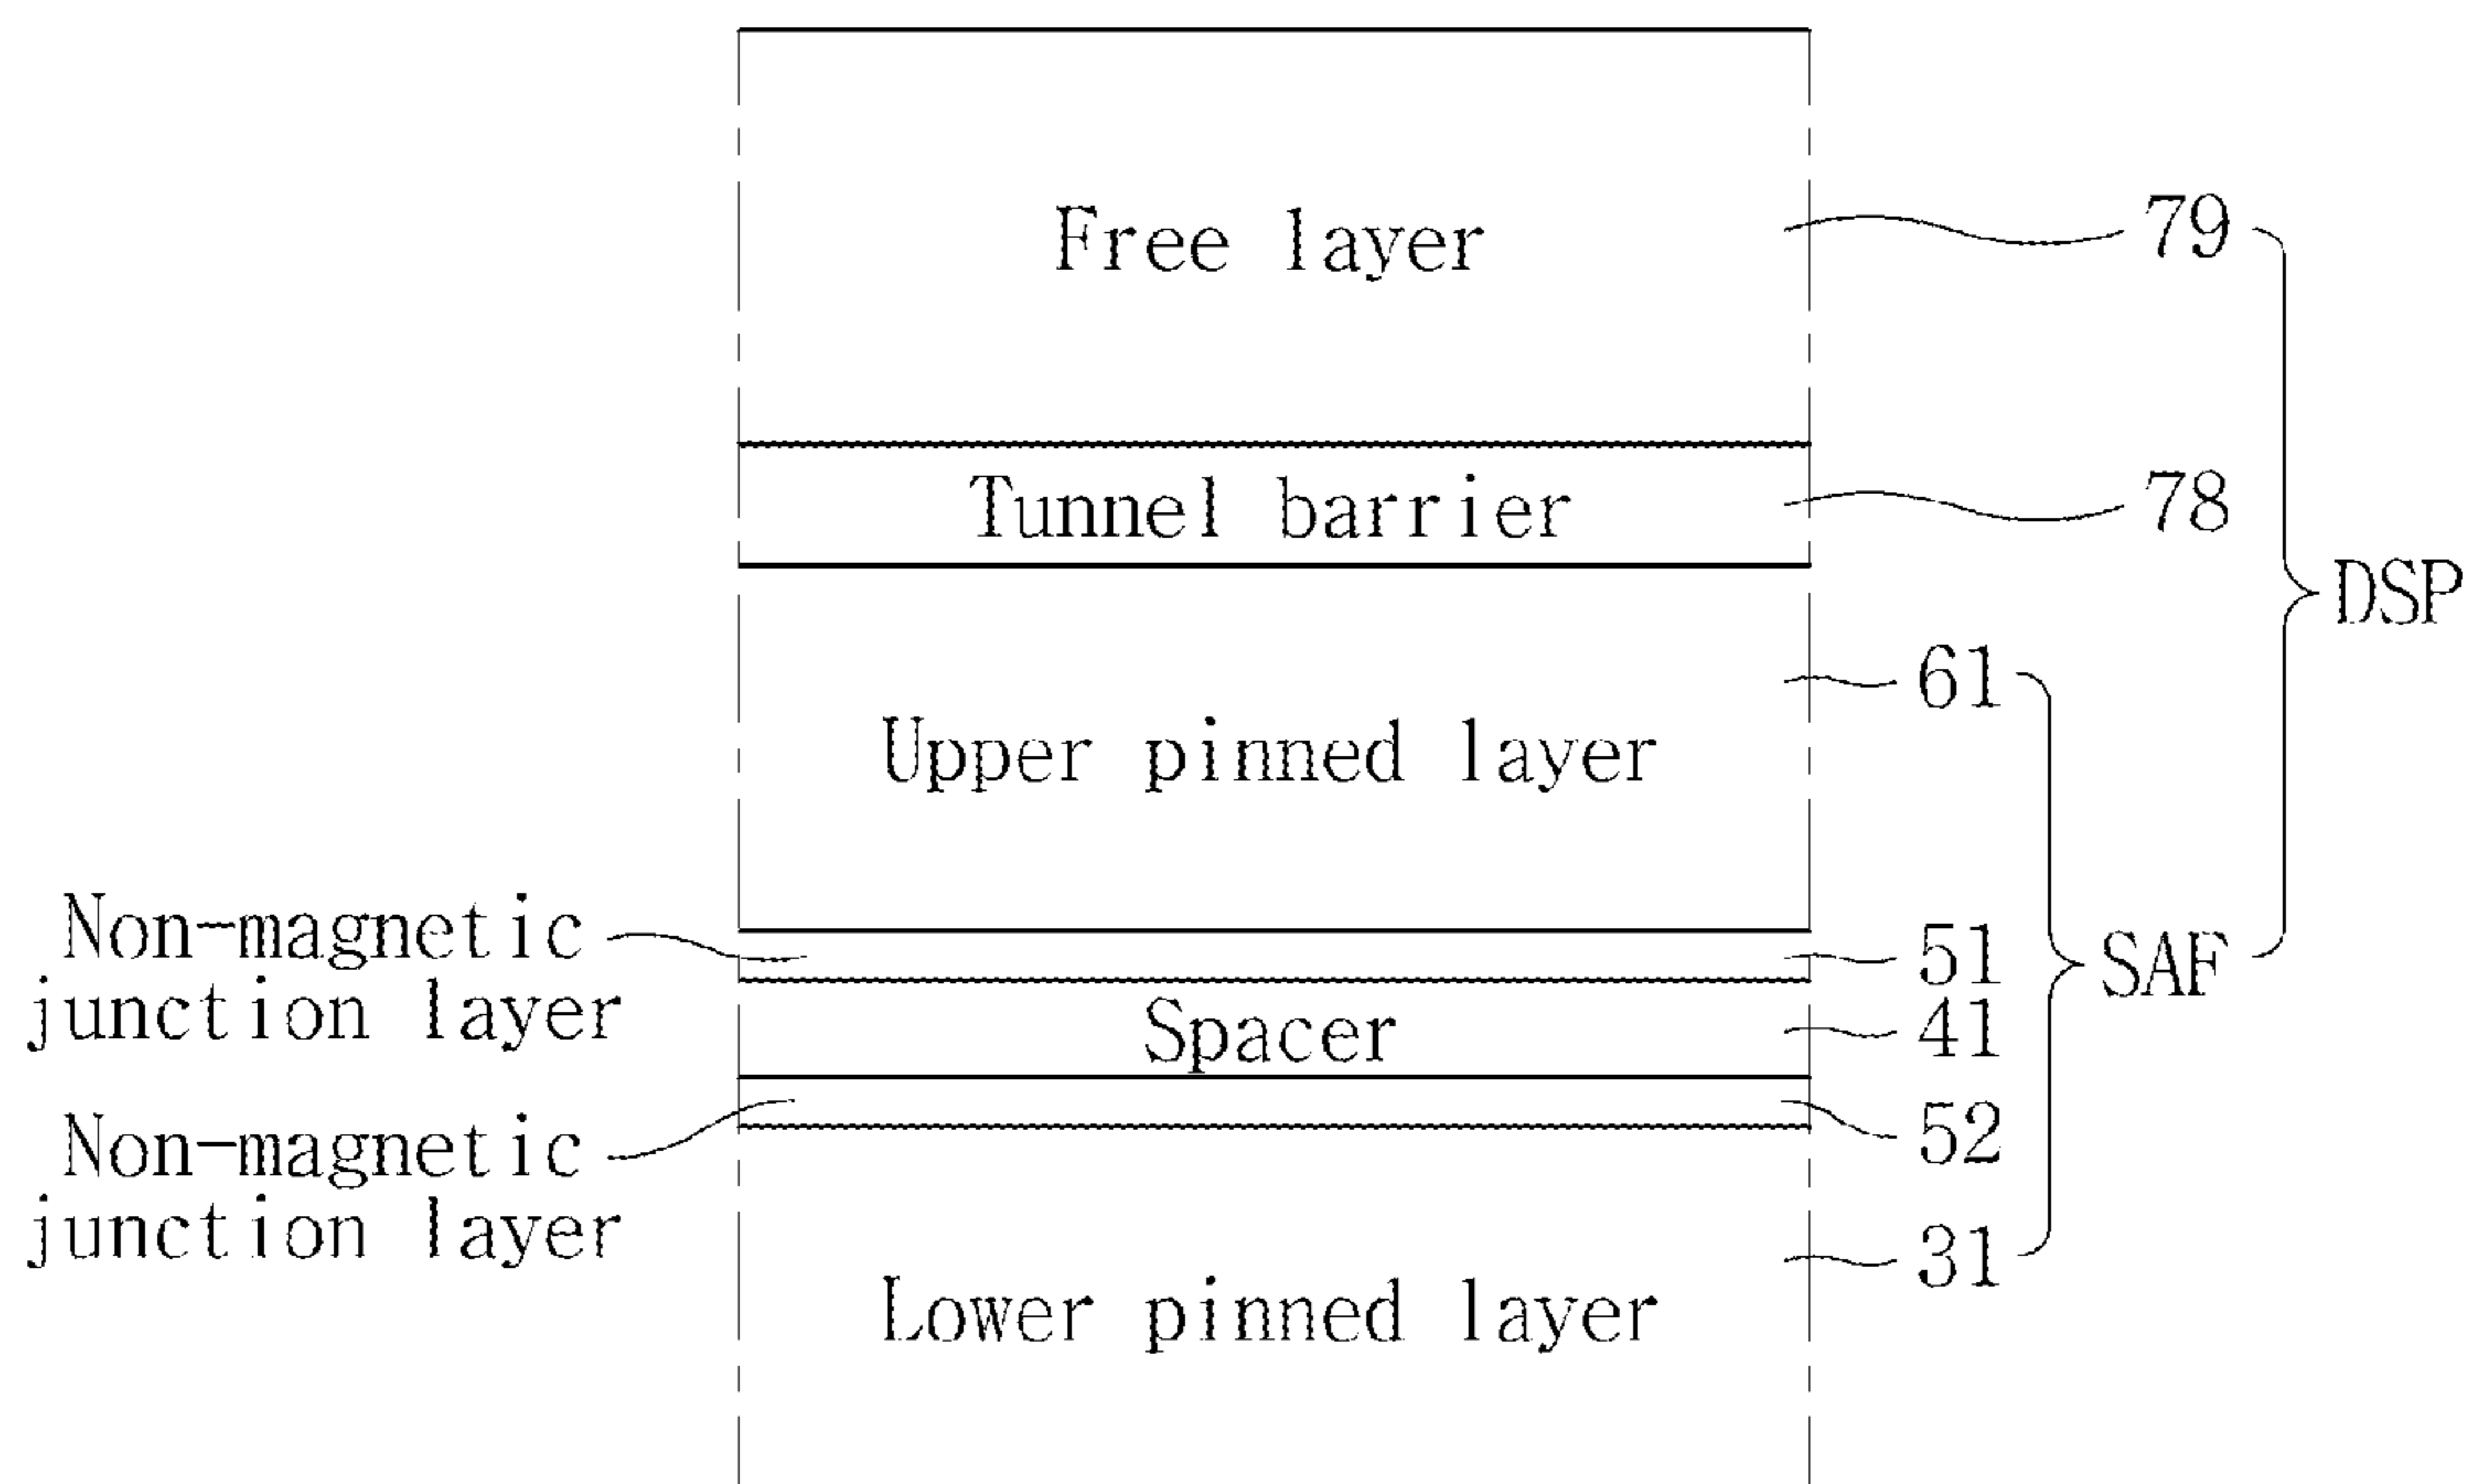 Free layer
79
Tunnel barrier
78
DSP
61
Upper pinned layer
Non-magnetic
junction layer
51
SAF
41
Spacer
Non-magnetic
junction layer
52
31
Lower pinned layer